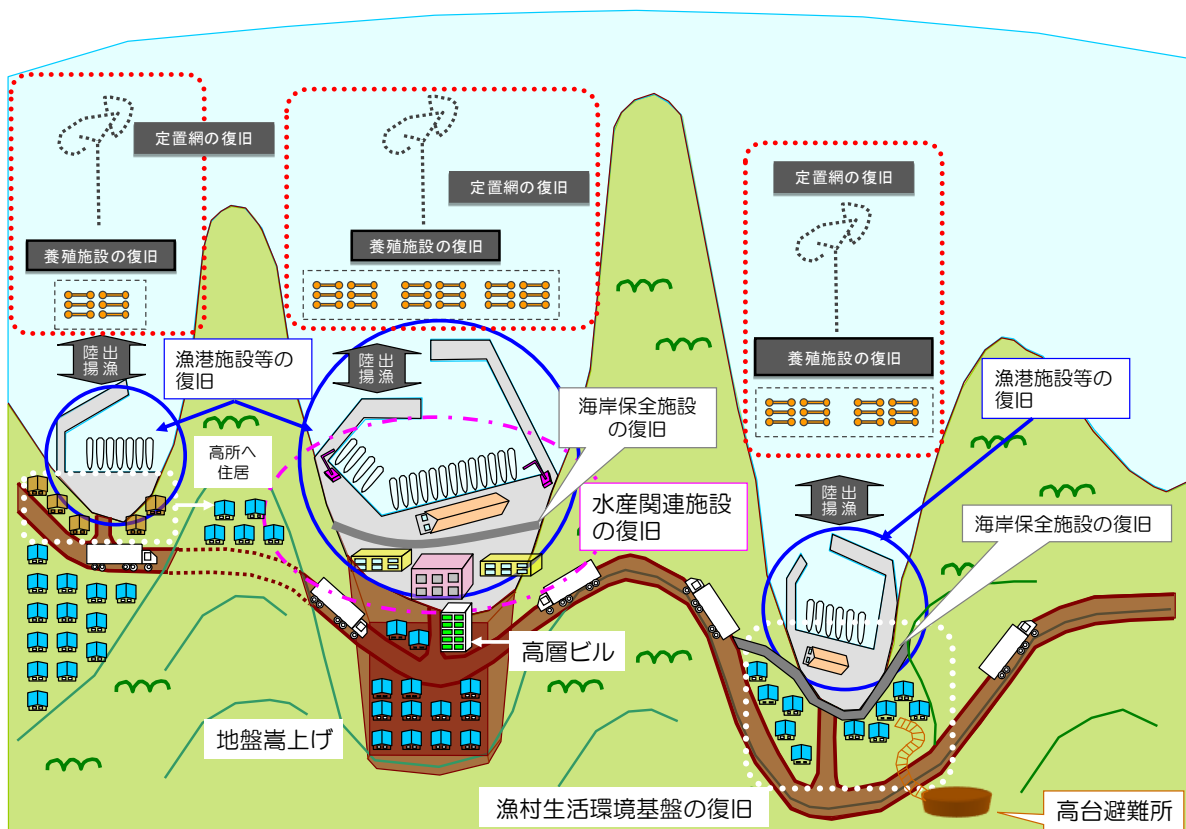 定置網の復旧
養殖施設の復旧
陸揚
出漁
漁港施設等の
復旧
高所へ
住居
定置網の復旧
養殖施設の復旧
陸揚
出漁
海岸保全施設
の復旧
水産関連施設
の復旧
高層ビル
地盤嵩上げ
定置網の復旧
養殖施設の復旧
陸揚
出漁
漁港施設等の
復旧
海岸保全施設の復旧
漁村生活環境基盤の復旧
高台避難所